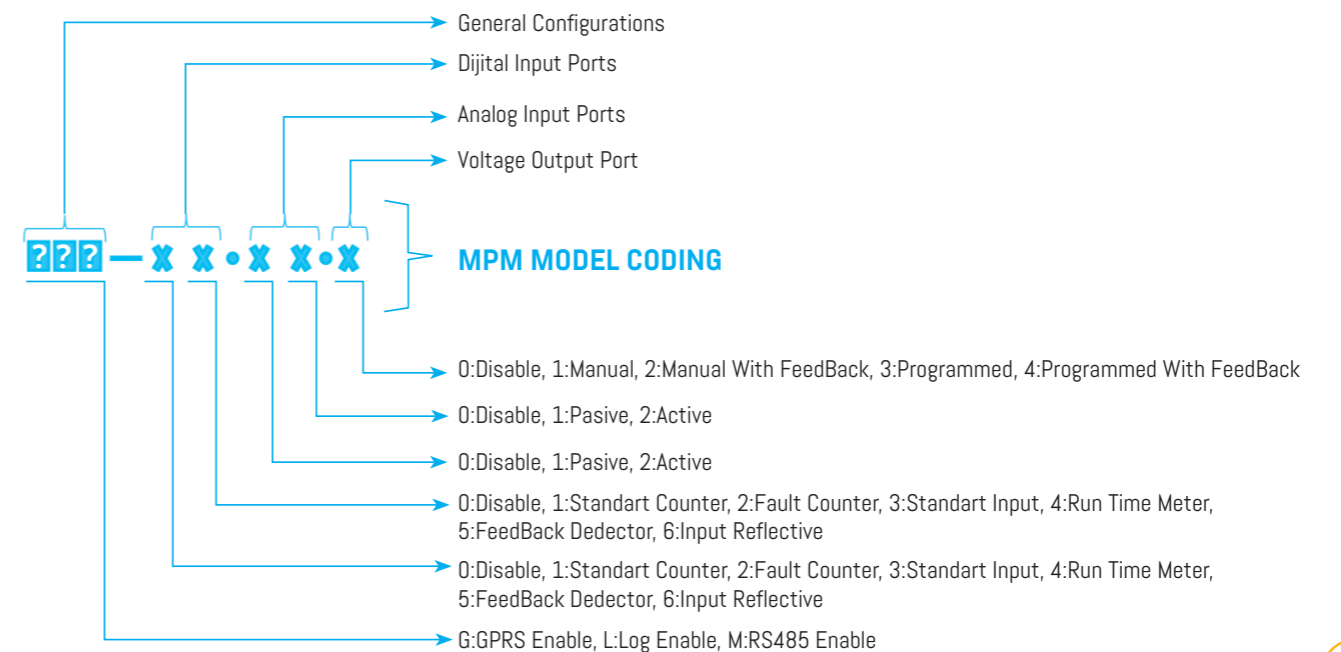 General Configurations
Dijital Input Ports
Analog Input Ports
Voltage Output Port
???—X X•X X•X
MPM MODEL CODING
0:Disable, 1:Manual, 2:Manual With FeedBack, 3:Programmed, 4:Programmed With FeedBack
0:Disable, 1:Pasive, 2:Active
0:Disable, 1:Pasive, 2:Active
0:Disable, 1:Standart Counter, 2:Fault Counter, 3:Standart Input, 4:Run Time Meter,
5:FeedBack Dedector, 6:Input Reflective
0:Disable, 1:Standart Counter, 2:Fault Counter, 3:Standart Input, 4:Run Time Meter,
5:FeedBack Dedector, 6:Input Reflective
G:GPRS Enable, L:Log Enable, M:RS485 Enable